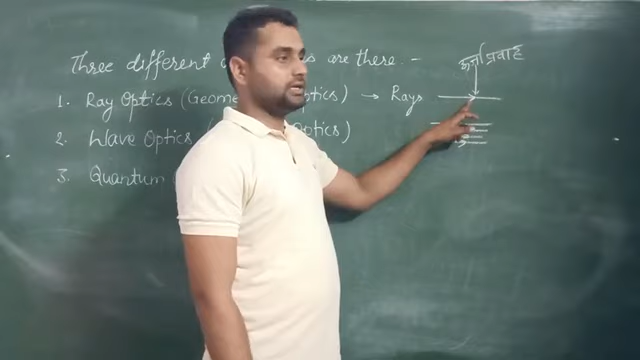 Three different o s are there. -
1. Ray Optics (Geome ptics) → Rays
2. Wave Optics ( Optics)
3. Quantum
ऊर्जा प्रवाह